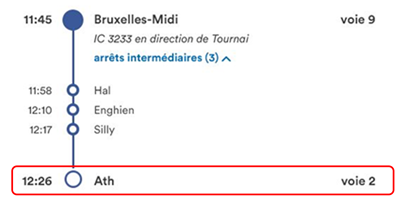 11:45 Bruxelles-Midi voie 9
IC 3233 en direction de Tournai
arrêts intermédiaires (3)
11:58 Hal
12:10 Enghien
12:17 Silly
12:26 Ath voie 2